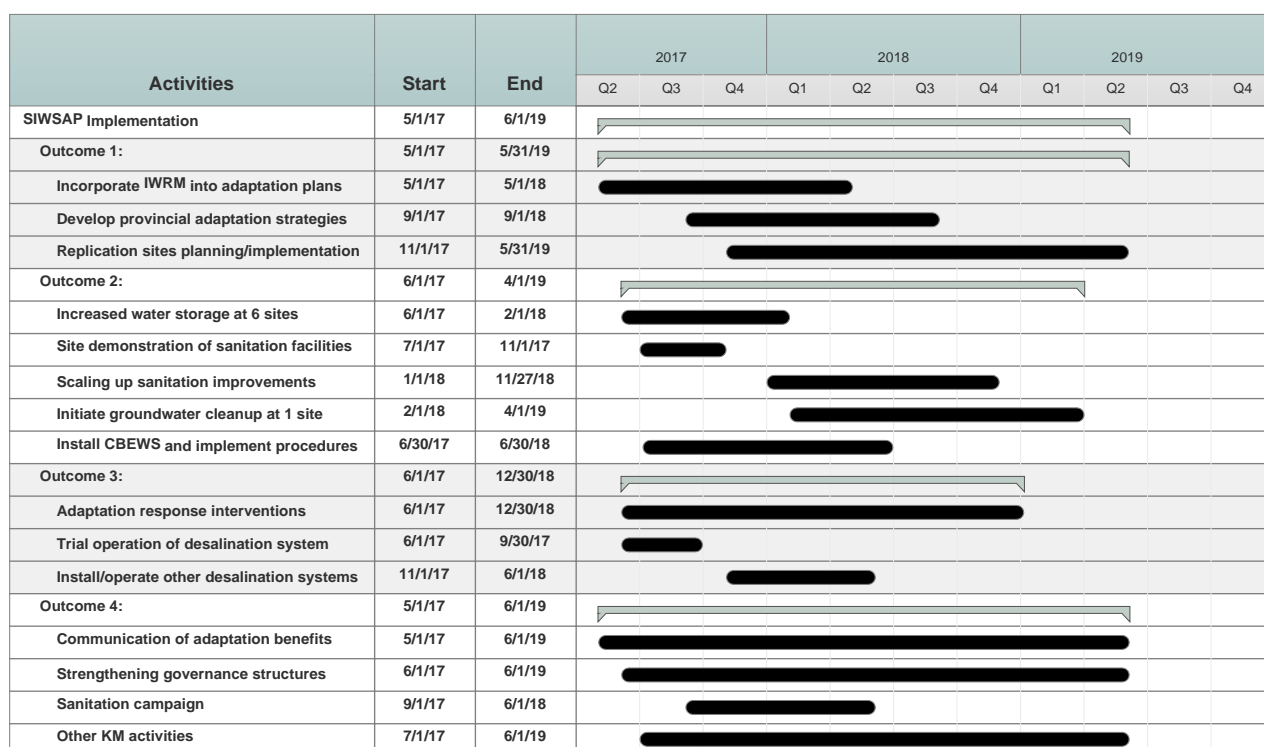 2017 2018 2019
Activities Start End Q2 Q3 Q4 Q1 Q2 Q3 Q4 Q1 Q2 Q3 Q4
SIWSAP Implementation 5/1/17 6/1/19
Outcome 1: 5/1/17 5/31/19
Incorporate IWRM into adaptation plans 5/1/17 5/1/18
Develop provincial adaptation strategies 9/1/17 9/1/18
Replication sites planning/implementation 11/1/17 5/31/19
Outcome 2: 6/1/17 4/1/19
Increased water storage at 6 sites 6/1/17 2/1/18
Site demonstration of sanitation facilities 7/1/17 11/1/17
Scaling up sanitation improvements 1/1/18 11/27/18
Initiate groundwater cleanup at 1 site 2/1/18 4/1/19
Install CBEWS and implement procedures 6/30/17 6/30/18
Outcome 3: 6/1/17 12/30/18
Adaptation response interventions 6/1/17 12/30/18
Trial operation of desalination system 6/1/17 9/30/17
Install/operate other desalination systems 11/1/17 6/1/18
Outcome 4: 5/1/17 6/1/19
Communication of adaptation benefits 5/1/17 6/1/19
Strengthening governance structures 6/1/17 6/1/19
Sanitation campaign 9/1/17 6/1/18
Other KM activities 7/1/17 6/1/19